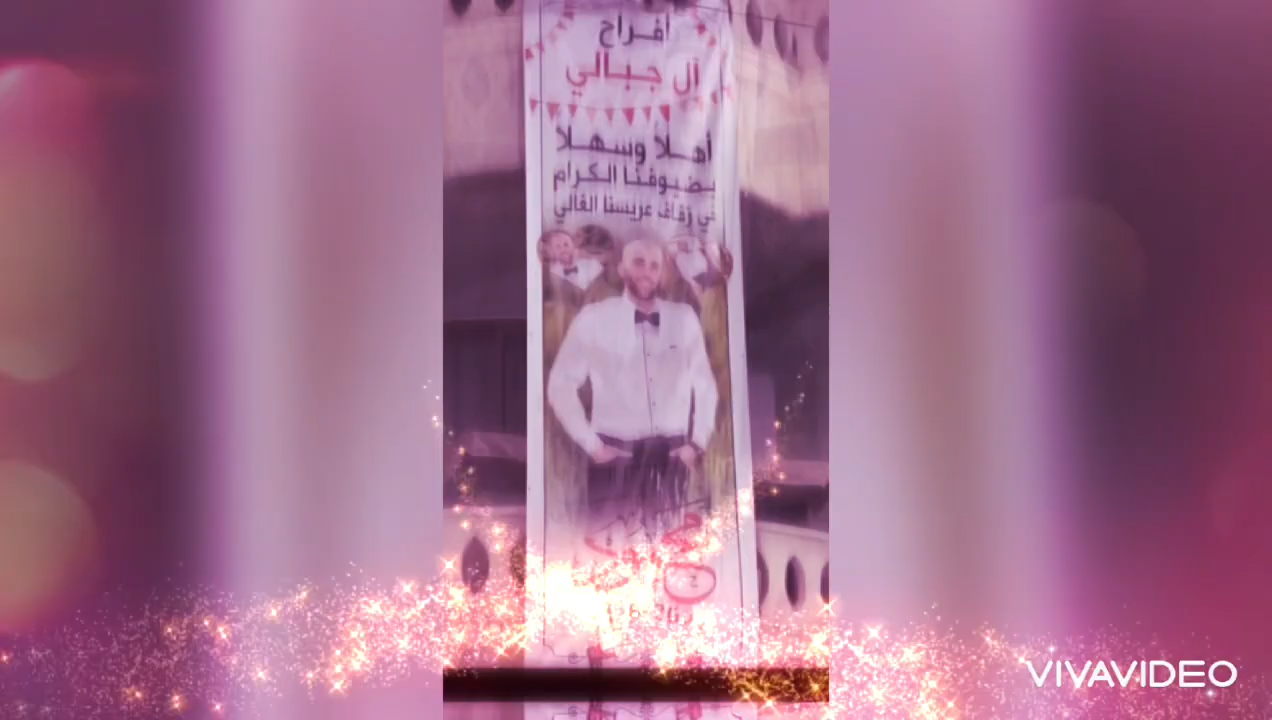 أفراح
آل جبالي
أهلا وسهلا
بضيوفنا الكرام
في زفاف عريسنا الغالي
VIVAVIDEO